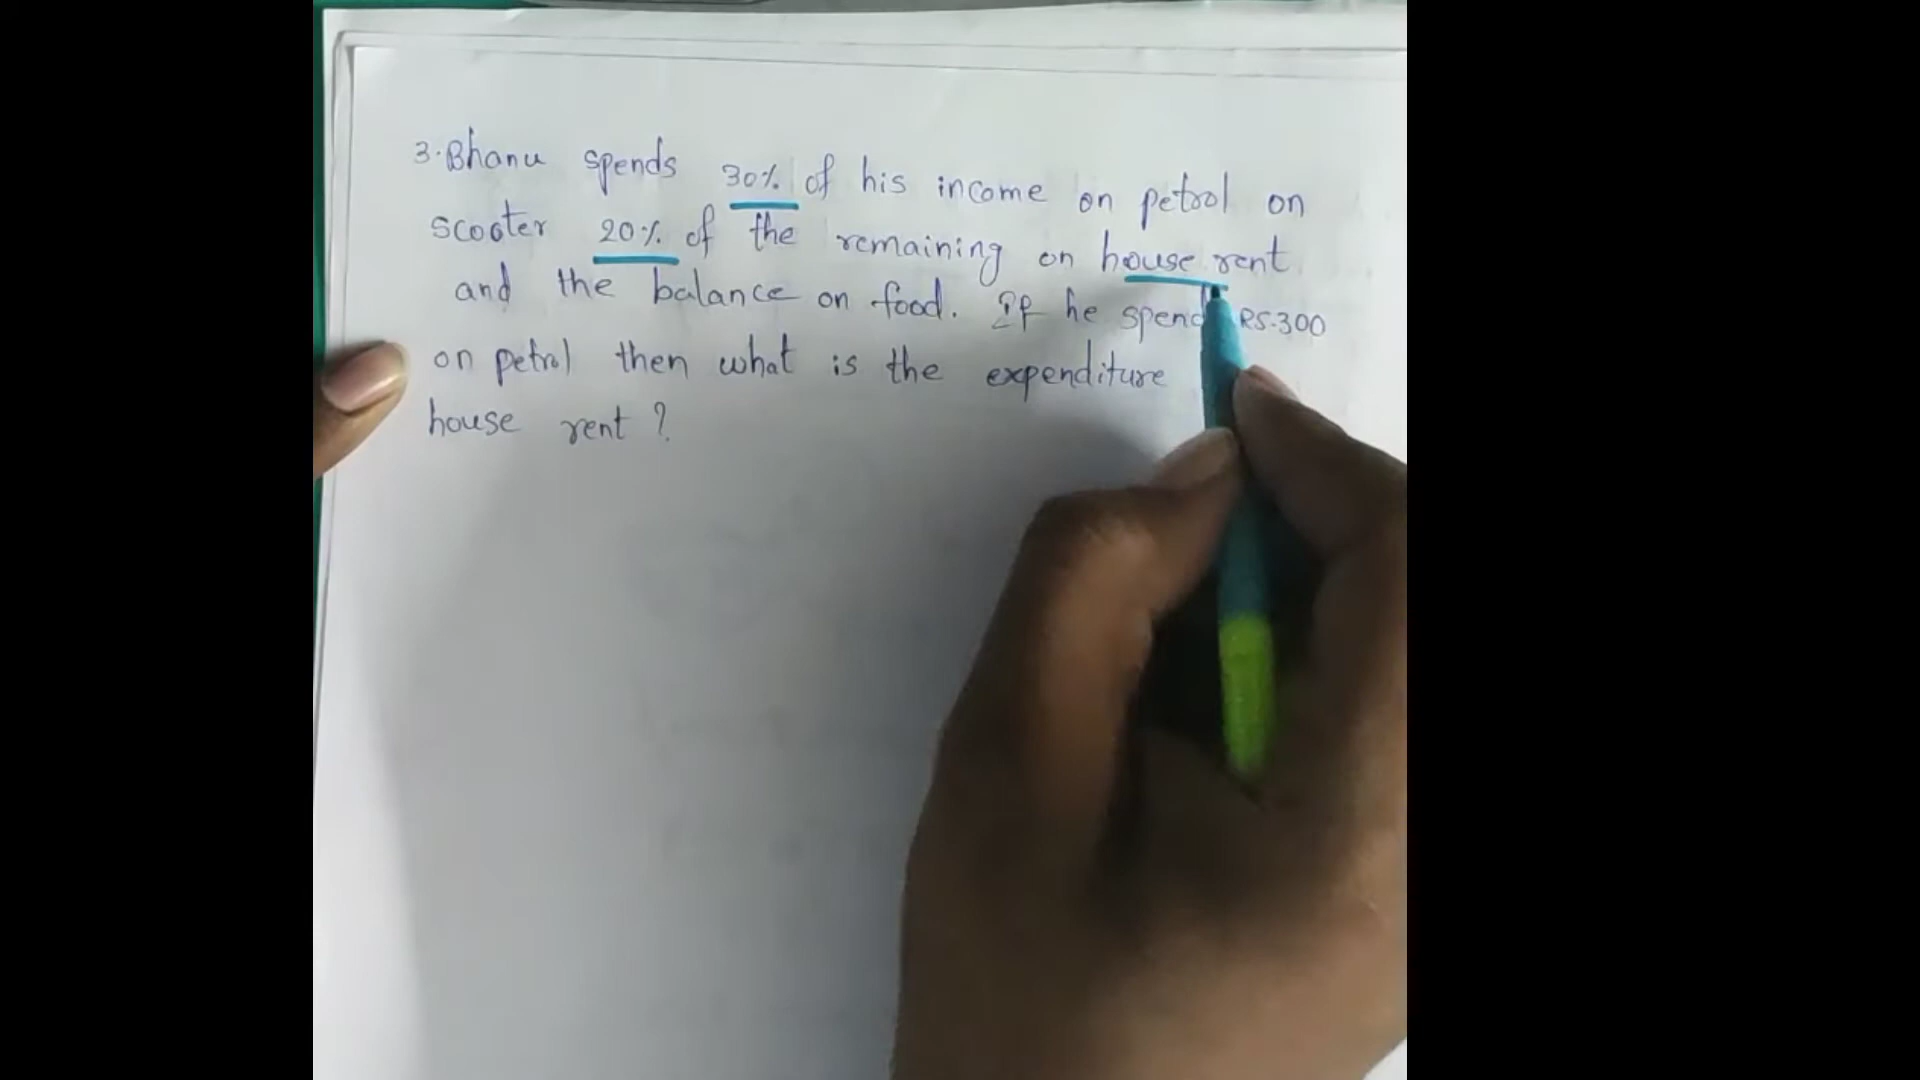 3. Bhanu spends 30% of his income on petrol on
scooter 20% of the remaining on house rent
and the balance on food. If he spend RS.300
on petrol then what is the expenditure
house rent ?